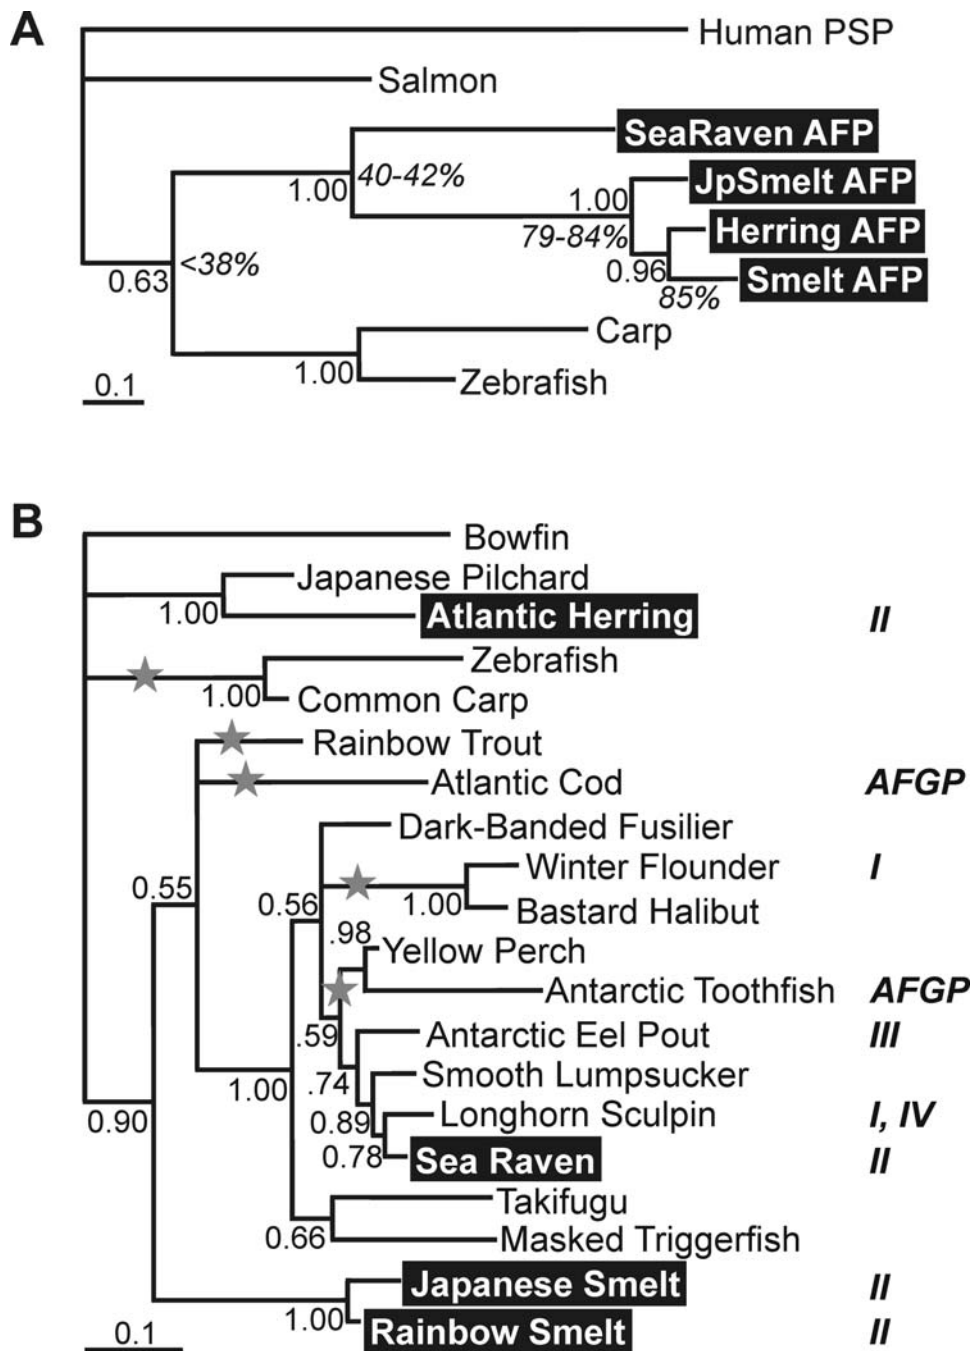 A
Human PSP
Salmon
SeaRaven AFP
40-42%
1.00
JpSmelt AFP
1.00
Herring AFP
79-84%
<38%
0.63
0.96
Smelt AFP
85%
Carp
1.00
Zebrafish
0.1
B
Bowfin
Japanese Pilchard
1.00
Atlantic Herring II
Zebrafish
1.00
Common Carp
Rainbow Trout
Atlantic Cod AFGP
Dark-Banded Fusilier
Winter Flounder I
0.55
0.56
1.00
Bastard Halibut
.98
Yellow Perch
Antarctic Toothfish AFGP
.59
Antarctic Eel Pout III
.74
Smooth Lumpsucker
1.00
0.89
Longhorn Sculpin I, IV
0.90
0.78
Sea Raven II
Takifugu
0.66
Masked Triggerfish
Japanese Smelt II
1.00
Rainbow Smelt II
0.1